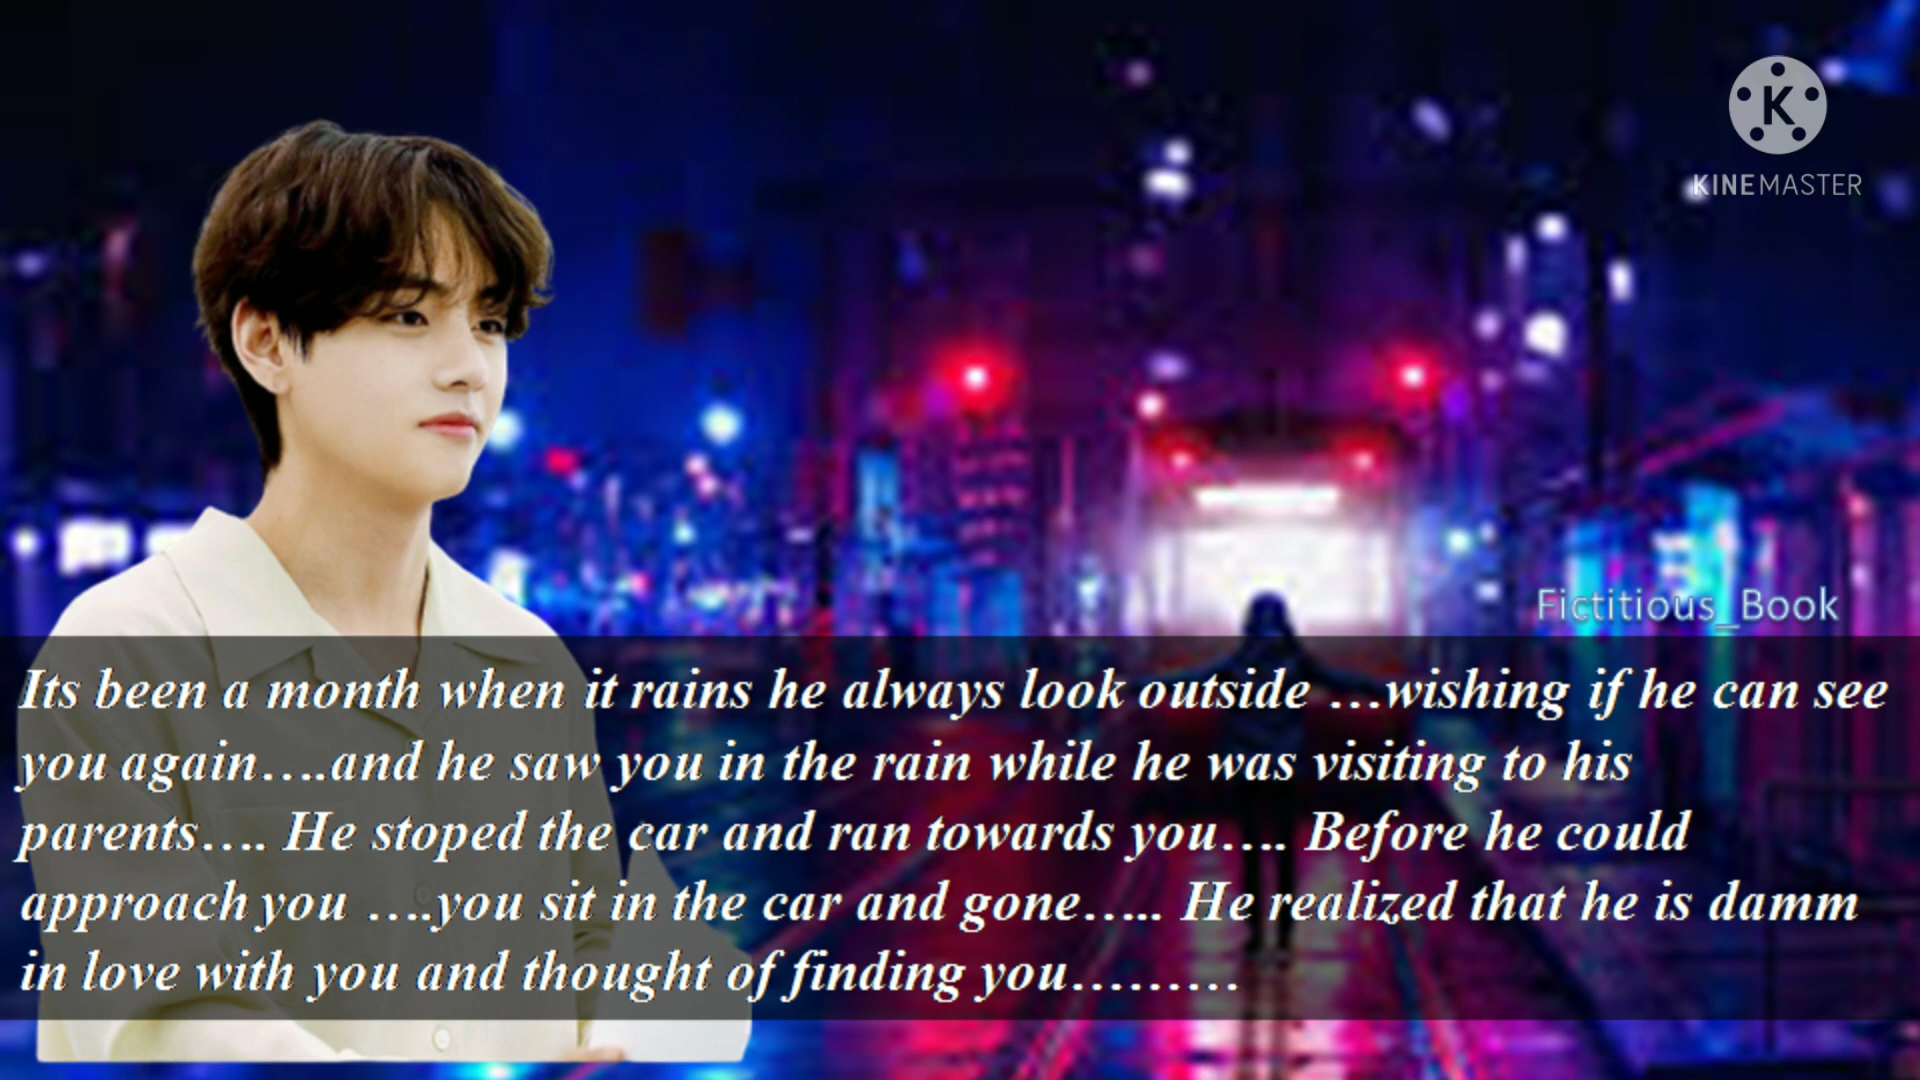 K
KINEMASTER
Fictitious_Book
Its been a month when it rains he always look outside …wishing if he can see
you again….and he saw you in the rain while he was visiting to his
parents…. He stoped the car and ran towards you…. Before he could
approach you ….you sit in the car and gone….. He realized that he is damm
in love with you and thought of finding you………